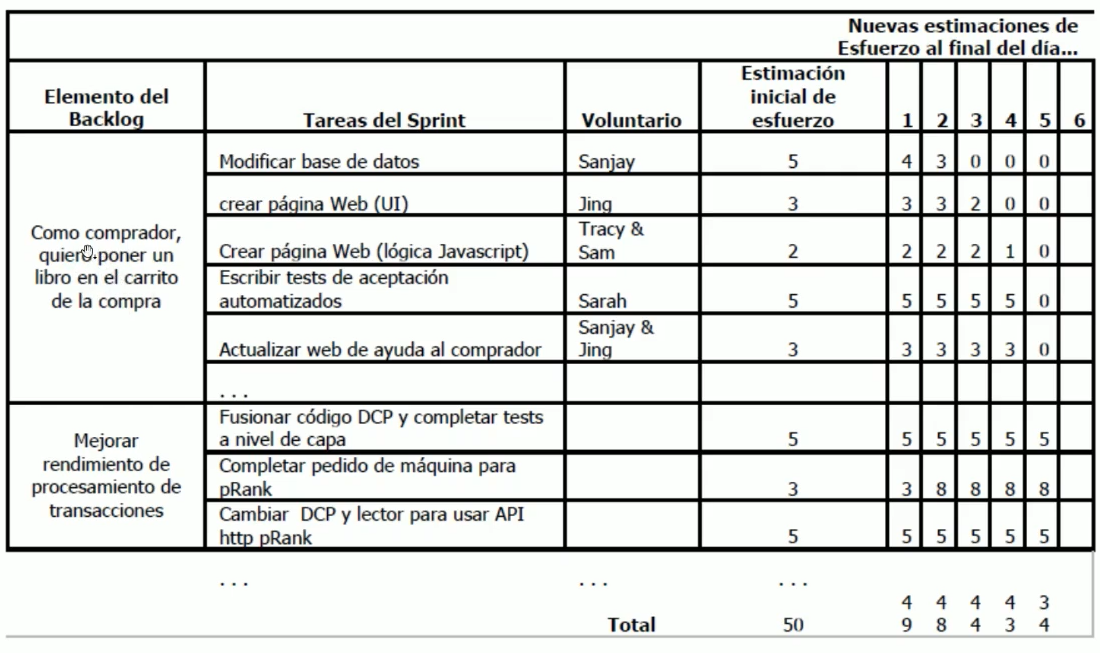 Nuevas estimaciones de
Esfuerzo al final del día...
Elemento del
Backlog
Tareas del Sprint
Voluntario
Estimación
inicial de
esfuerzo
1 2 3 4 5 6
Como comprador,
quiero poner un
libro en el carrito
de la compra
Modificar base de datos Sanjay 5 4 3 0 0 0
crear página Web (UI) Jing 3 3 3 2 0 0
Crear página Web (lógica Javascript) Tracy &
Sam 2 2 2 2 1 0
Escribir tests de aceptación
automatizados Sarah 5 5 5 5 5 0
Actualizar web de ayuda al comprador Sanjay &
Jing 3 3 3 3 3 0
. . .
Mejorar
rendimiento de
procesamiento de
transacciones
Fusionar código DCP y completar tests
a nivel de capa 5 5 5 5 5 5
Completar pedido de máquina para
pRank 3 3 8 8 8 8
Cambiar DCP y lector para usar API
http pRank 5 5 5 5 5 5
. . . . . . . . .
Total 50 49 48 44 43 34